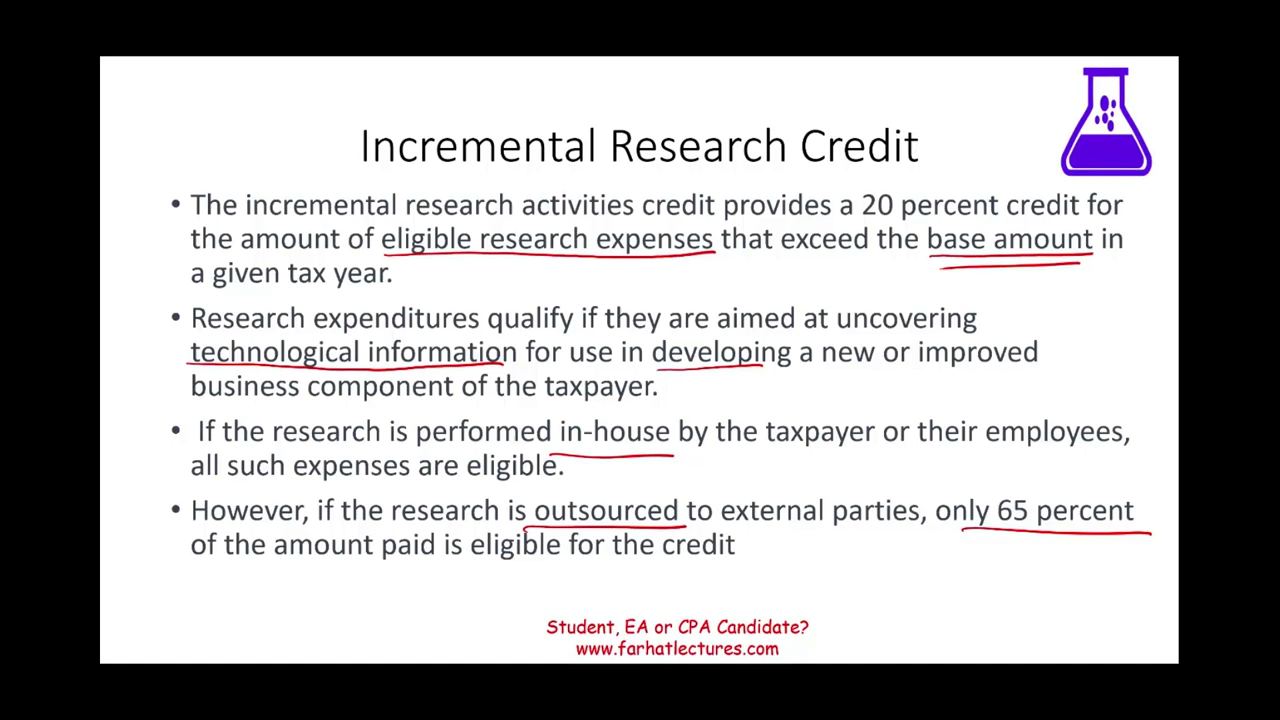 Incremental Research Credit
• The incremental research activities credit provides a 20 percent credit for
the amount of eligible research expenses that exceed the base amount in
a given tax year.
• Research expenditures qualify if they are aimed at uncovering
technological information for use in developing a new or improved
business component of the taxpayer.
• If the research is performed in-house by the taxpayer or their employees,
all such expenses are eligible.
• However, if the research is outsourced to external parties, only 65 percent
of the amount paid is eligible for the credit
Student, EA or CPA Candidate?
www.farhatlectures.com